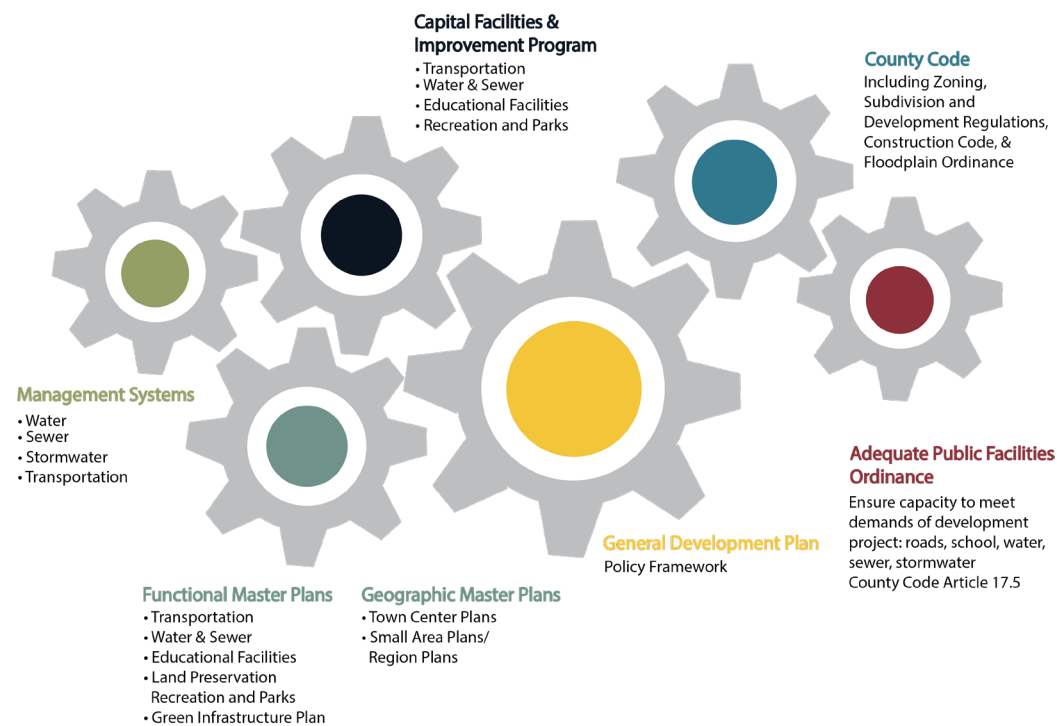 Capital Facilities &
Improvement Program
• Transportation
• Water & Sewer
• Educational Facilities
• Recreation and Parks
County Code
Including Zoning,
Subdivision and
Development Regulations,
Construction Code, &
Floodplain Ordinance
Management Systems
• Water
• Sewer
• Stormwater
• Transportation
Adequate Public Facilities
Ordinance
Ensure capacity to meet
demands of development
project: roads, school, water,
sewer, stormwater
County Code Article 17.5
General Development Plan
Policy Framework
Functional Master Plans
• Transportation
• Water & Sewer
• Educational Facilities
• Land Preservation
Recreation and Parks
• Green Infrastructure Plan
Geographic Master Plans
• Town Center Plans
• Small Area Plans/
Region Plans